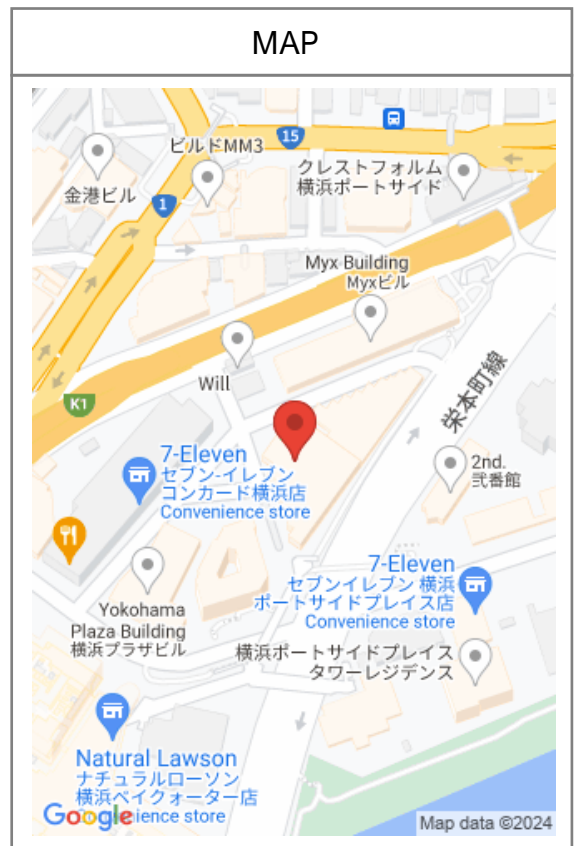 MAP
15
ビルドMM3
クレストフォルム
横浜ポートサイド
金港ビル
1
Myx Building
Myxビル
Will
栄本町線
K1
7-Eleven
セブン-イレブン
コンカード横浜店
Convenience store
2nd.
弐番館
7-Eleven
セブンイレブン 横浜
ポートサイドプレイス店
Convenience store
Yokohama
Plaza Building
横浜プラザビル
横浜ポートサイドプレイス
タワーレジデンス
Natural Lawson
ナチュラルローソン
横浜ベイクォーター店
Google
ience store
Map data ©2024